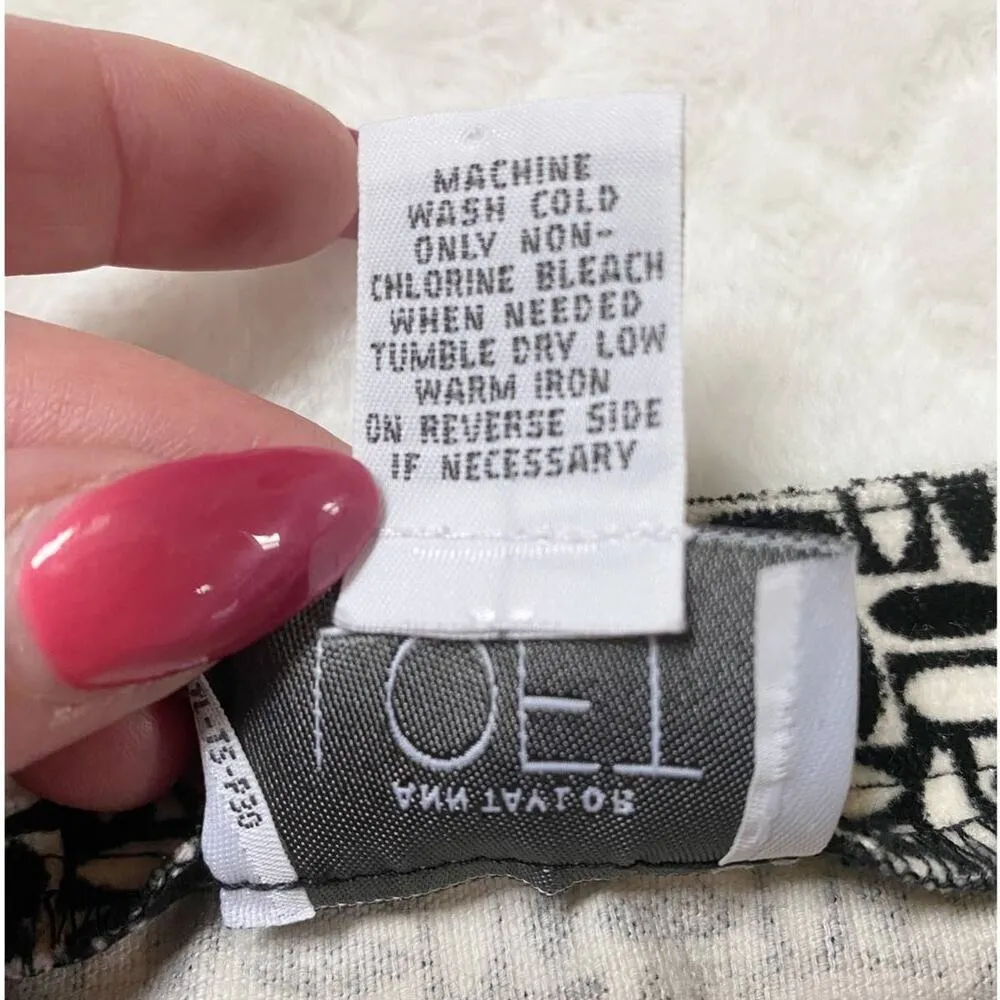 MACHINE
WASH COLD
ONLY NON-
CHLORINE BLEACH
WHEN NEEDED
TUMBLE DRY LOW
WARM IRON
ON REVERSE SIDE
IF NECESSARY
LOFT
ANN TAYLOR